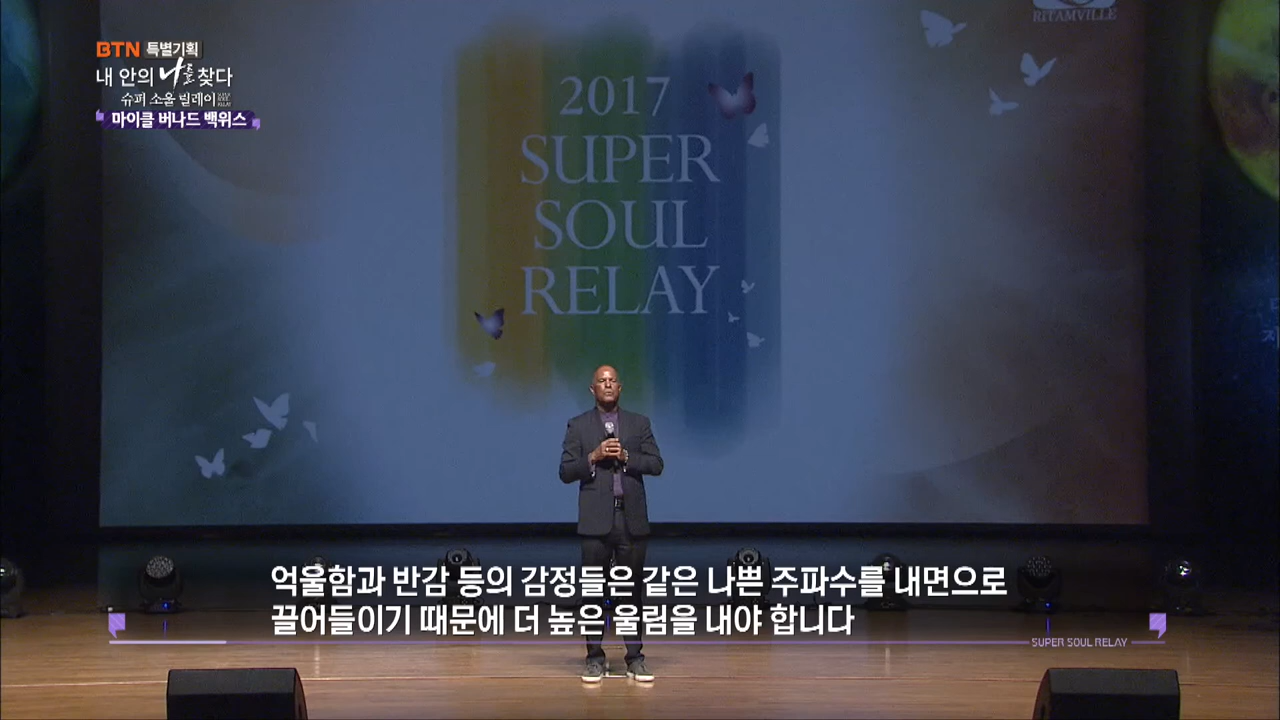 RITAMVILLE
BTN 특별기획
내 안의 나를 찾다
슈퍼 소울 릴레이
마이클 버나드 백위스
2017
SUPER
SOUL
RELAY
억울함과 반감 등의 감정들은 같은 나쁜 주파수를 내면으로
끌어들이기 때문에 더 높은 울림을 내야 합니다
SUPER SOUL RELAY